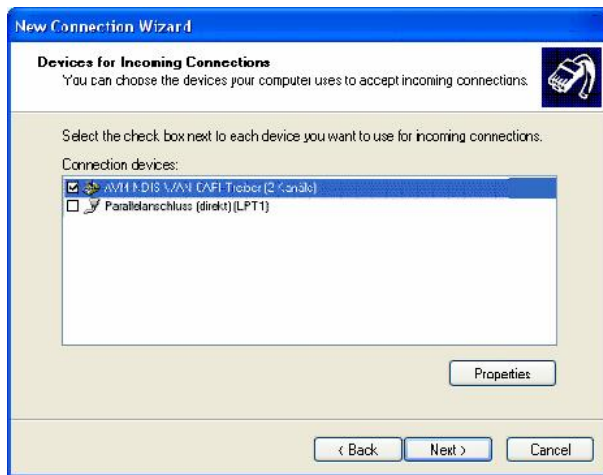 New Connection Wizard
Devices for Incoming Connections
You can choose the devices your computer uses to accept incoming connections.
Select the check box next to each device you want to use for incoming connections.
Connection devices:
AVM NDIS WAN CAPI-Treiber (2 Kanäle)
Parallelanschluss (direkt) (LPT1)
Properties
< Back
Next >
Cancel